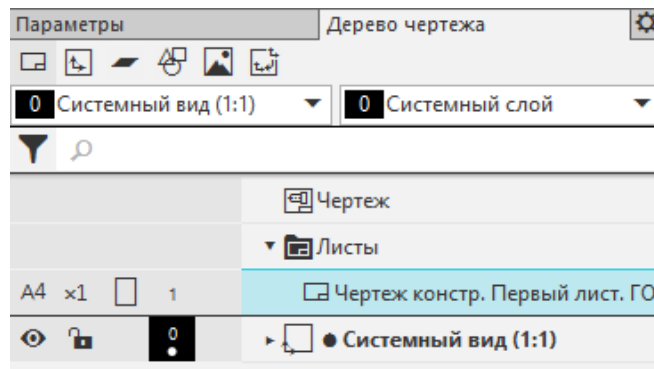 Параметры Дерево чертежа
0 Системный вид (1:1) 0 Системный слой
Чертеж
Листы
A4 ×1 1 Чертеж констр. Первый лист. ГО
0 Системный вид (1:1)